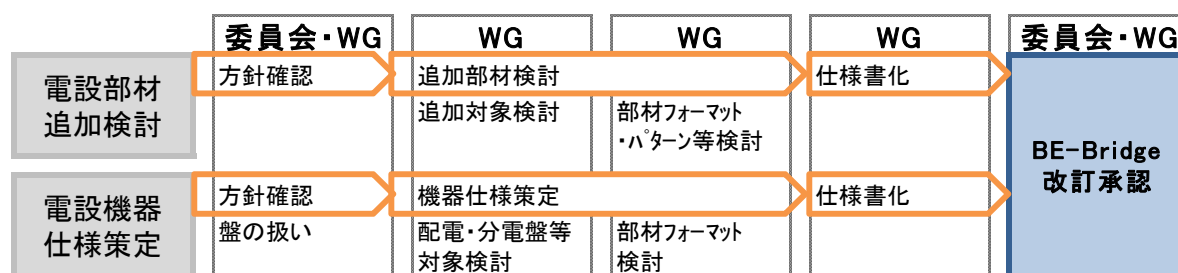 委員会・WG
WG
WG
WG
委員会・WG
電設部材
追加検討
方針確認
追加部材検討
仕様書化
追加対象検討
部材フォーマット
・パターン等検討
BE-Bridge
改訂承認
電設機器
仕様策定
方針確認
機器仕様策定
仕様書化
盤の扱い
配電・分電盤等
対象検討
部材フォーマット
検討